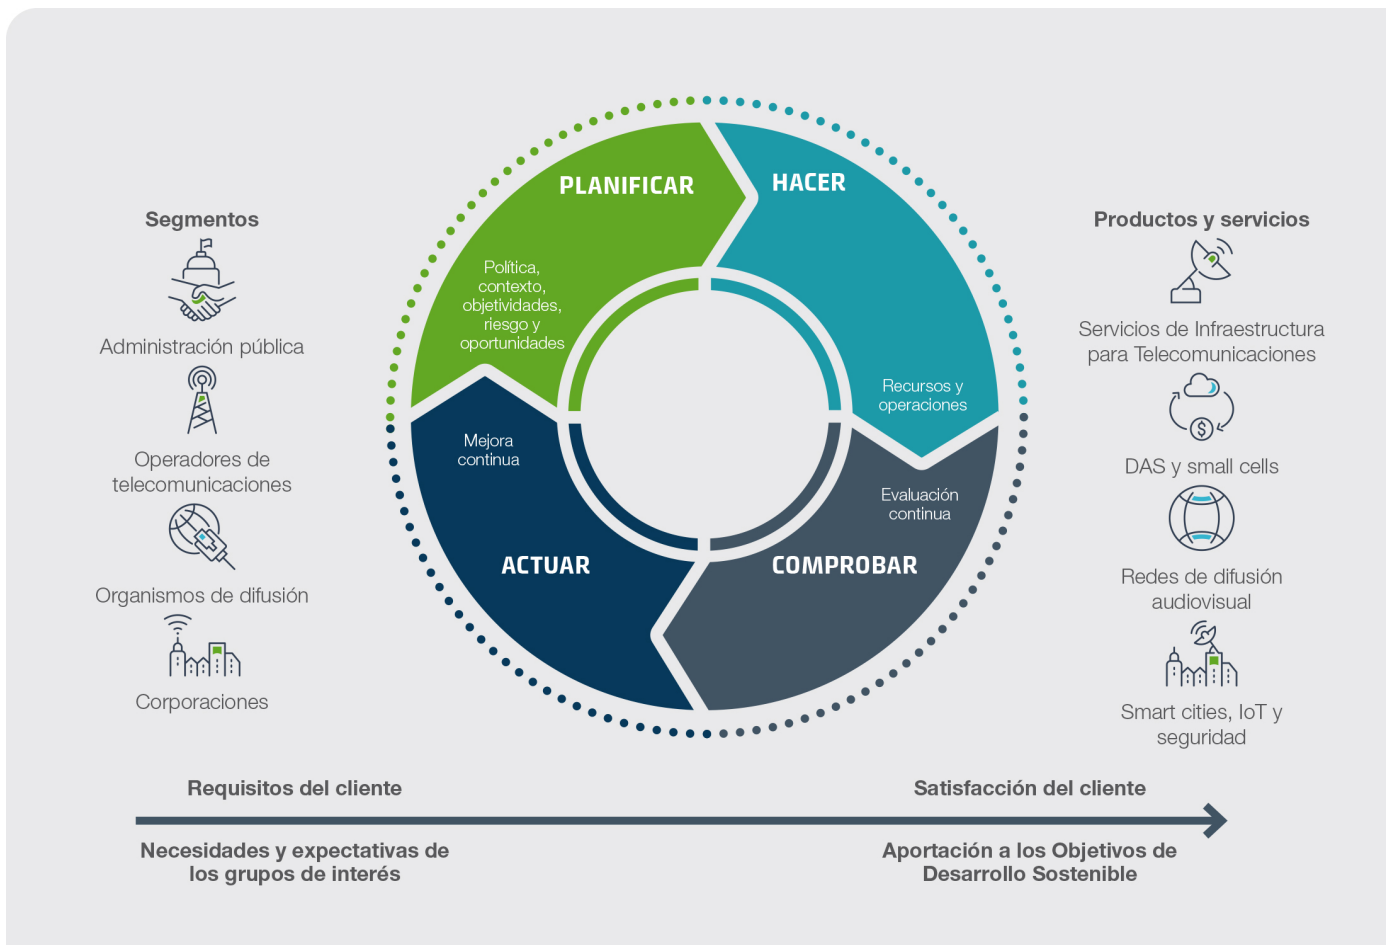 PLANIFICAR
HACER
Segmentos
Productos y servicios
Política,
contexto,
objetividades,
riesgo y
oportunidades
Administración pública
Servicios de Infraestructura
para Telecomunicaciones
Recursos y
operaciones
Mejora
continua
Operadores de
telecomunicaciones
$
DAS y small cells
Evaluación
continua
ACTUAR
COMPROBAR
Organismos de difusión
Redes de difusión
audiovisual
Corporaciones
Smart cities, IoT y
seguridad
Requisitos del cliente
Satisfacción del cliente
Necesidades y expectativas de
los grupos de interés
Aportación a los Objetivos de
Desarrollo Sostenible